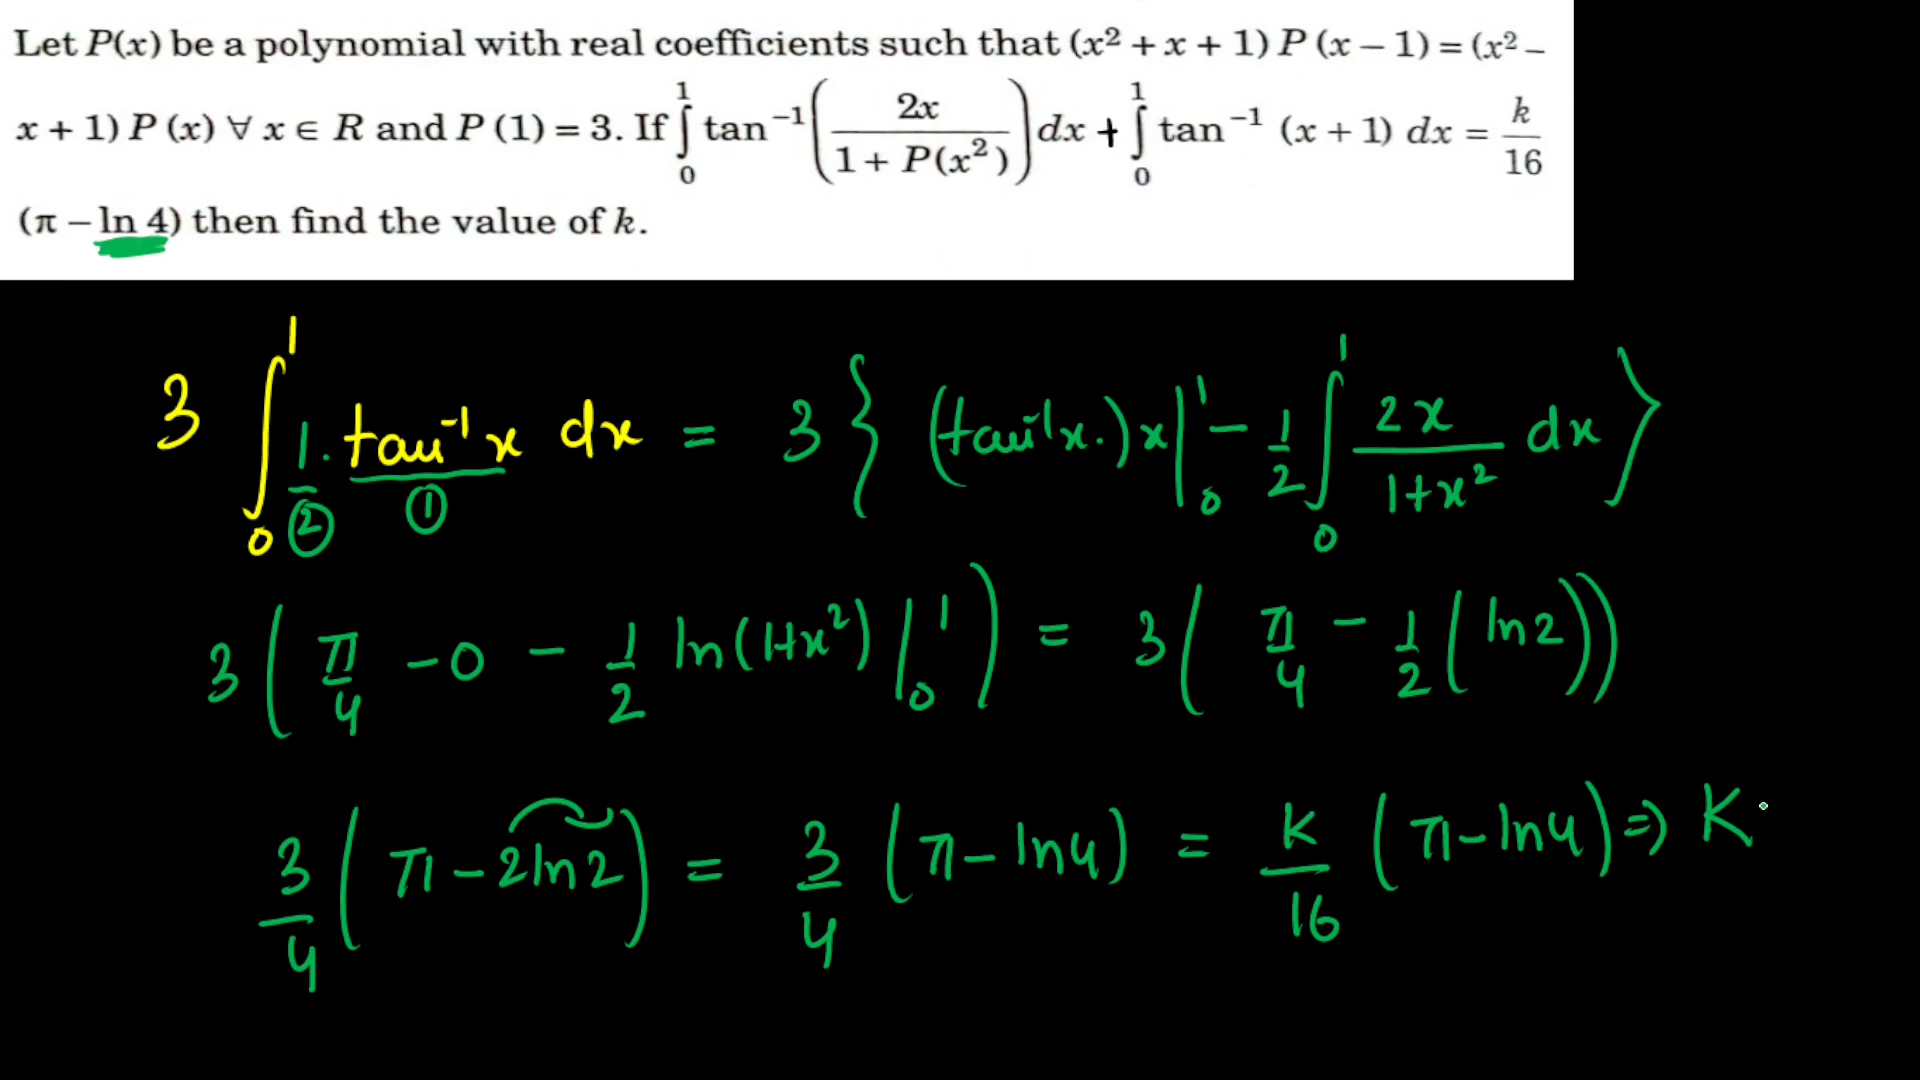 Let P(x) be a polynomial with real coefficients such that (x² + x + 1) P (x – 1) = (x² –
x + 1) P (x) ∀ x ∈ R and P (1) = 3. If ∫₀¹ tan⁻¹(2x / (1 + P(x²))) dx + ∫₀¹ tan⁻¹ (x + 1) dx = k/16
(π – ln 4) then find the value of k.
3 ∫₀¹ 1. tan⁻¹x dx = 3 { (tan⁻¹x.) x |₀¹ - 1/2 ∫₀¹ 2x/(1+x²) dx }
② ①
3 ( π/4 - 0 - 1/2 ln(1+x²) |₀¹ ) = 3 ( π/4 - 1/2 (ln2))
3/4 ( π - 2ln2 ) = 3/4 (π - ln4) = K/16 (π - ln4) ⇒ K